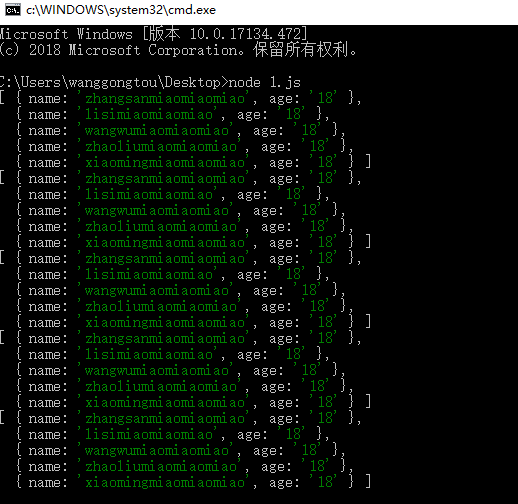 c:\WINDOWS\system32\cmd.exe
Microsoft Windows [版本 10.0.17134.472]
(c) 2018 Microsoft Corporation。保留所有权利。
C:\Users\wanggongtou\Desktop>node 1.js
[ { name: 'zhangsanmiaomiaomiao', age: '18' },
{ name: 'lisimiaomiaomiao', age: '18' },
{ name: 'wangwumiaomiaomiao', age: '18' },
{ name: 'zhaoliumiaomiaomiao', age: '18' },
{ name: 'xiaomingmiaomiaomiao', age: '18' } ]
[ { name: 'zhangsanmiaomiaomiao', age: '18' },
{ name: 'lisimiaomiaomiao', age: '18' },
{ name: 'wangwumiaomiaomiao', age: '18' },
{ name: 'zhaoliumiaomiaomiao', age: '18' },
{ name: 'xiaomingmiaomiaomiao', age: '18' } ]
[ { name: 'zhangsanmiaomiaomiao', age: '18' },
{ name: 'lisimiaomiaomiao', age: '18' },
{ name: 'wangwumiaomiaomiao', age: '18' },
{ name: 'zhaoliumiaomiaomiao', age: '18' },
{ name: 'xiaomingmiaomiaomiao', age: '18' } ]
[ { name: 'zhangsanmiaomiaomiao', age: '18' },
{ name: 'lisimiaomiaomiao', age: '18' },
{ name: 'wangwumiaomiaomiao', age: '18' },
{ name: 'zhaoliumiaomiaomiao', age: '18' },
{ name: 'xiaomingmiaomiaomiao', age: '18' } ]
[ { name: 'zhangsanmiaomiaomiao', age: '18' },
{ name: 'lisimiaomiaomiao', age: '18' },
{ name: 'wangwumiaomiaomiao', age: '18' },
{ name: 'zhaoliumiaomiaomiao', age: '18' },
{ name: 'xiaomingmiaomiaomiao', age: '18' } ]